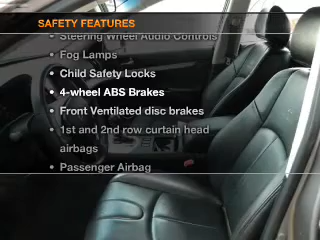 SAFETY FEATURES
• Steering Wheel Audio Controls
• Fog Lamps
• Child Safety Locks
• 4-wheel ABS Brakes
• Front Ventilated disc brakes
• 1st and 2nd row curtain head
airbags
• Passenger Airbag